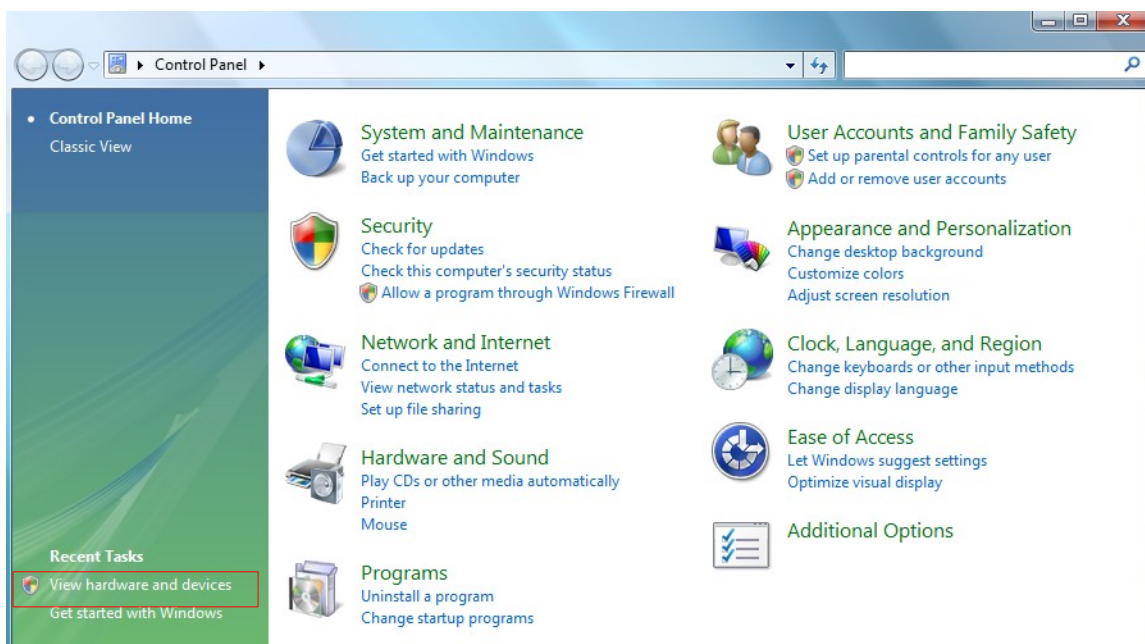 Control Panel
Control Panel Home
Classic View
Recent Tasks
View hardware and devices
Get started with Windows
System and Maintenance
Get started with Windows
Back up your computer
Security
Check for updates
Check this computer's security status
Allow a program through Windows Firewall
Network and Internet
Connect to the Internet
View network status and tasks
Set up file sharing
Hardware and Sound
Play CDs or other media automatically
Printer
Mouse
Programs
Uninstall a program
Change startup programs
User Accounts and Family Safety
Set up parental controls for any user
Add or remove user accounts
Appearance and Personalization
Change desktop background
Customize colors
Adjust screen resolution
Clock, Language, and Region
Change keyboards or other input methods
Change display language
Ease of Access
Let Windows suggest settings
Optimize visual display
Additional Options